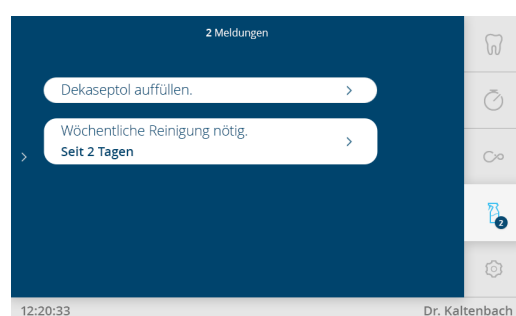 2 Meldungen
Dekaseptol auffüllen.
Wöchentliche Reinigung nötig.
Seit 2 Tagen
2
12:20:33
Dr. Kaltenbach